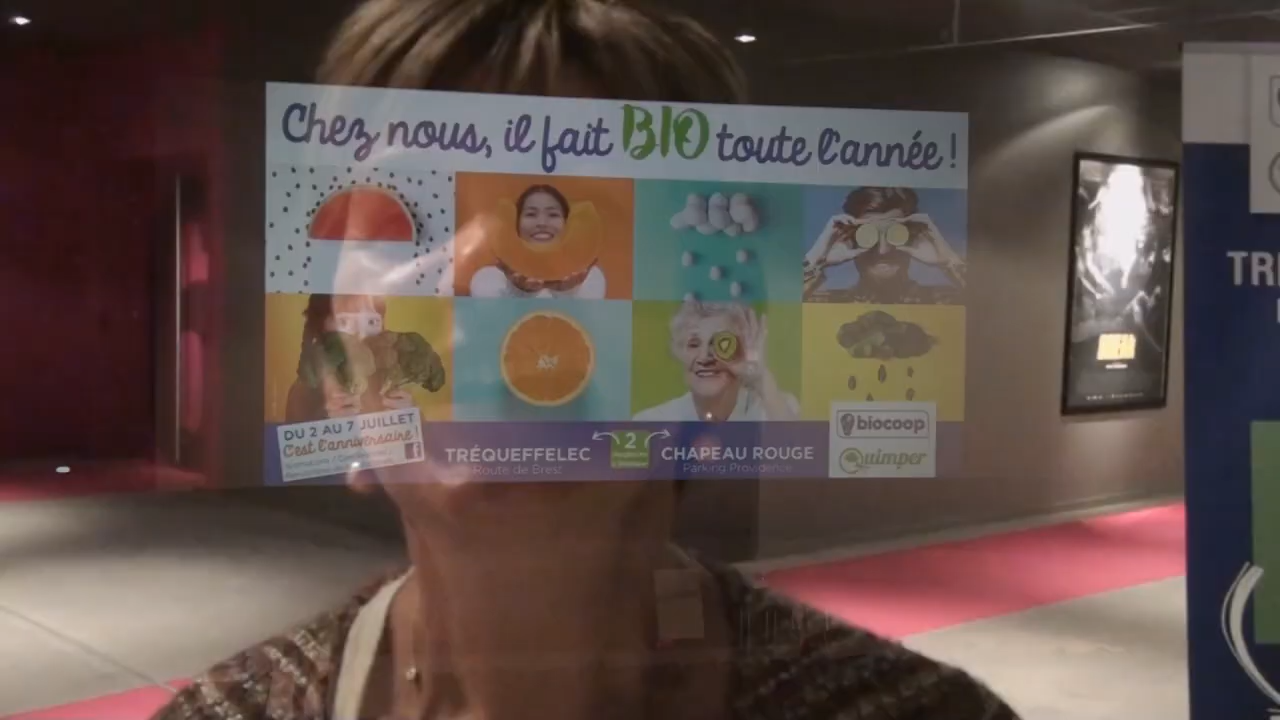 Chez nous, il fait BIO toute l'année !
DU 2 AU 7 JUILLET
C'est l'anniversaire !
f
TRÉQUEFFELEC
Route de Brest
2
CHAPEAU ROUGE
Parking Providence
biocoop
Quimper